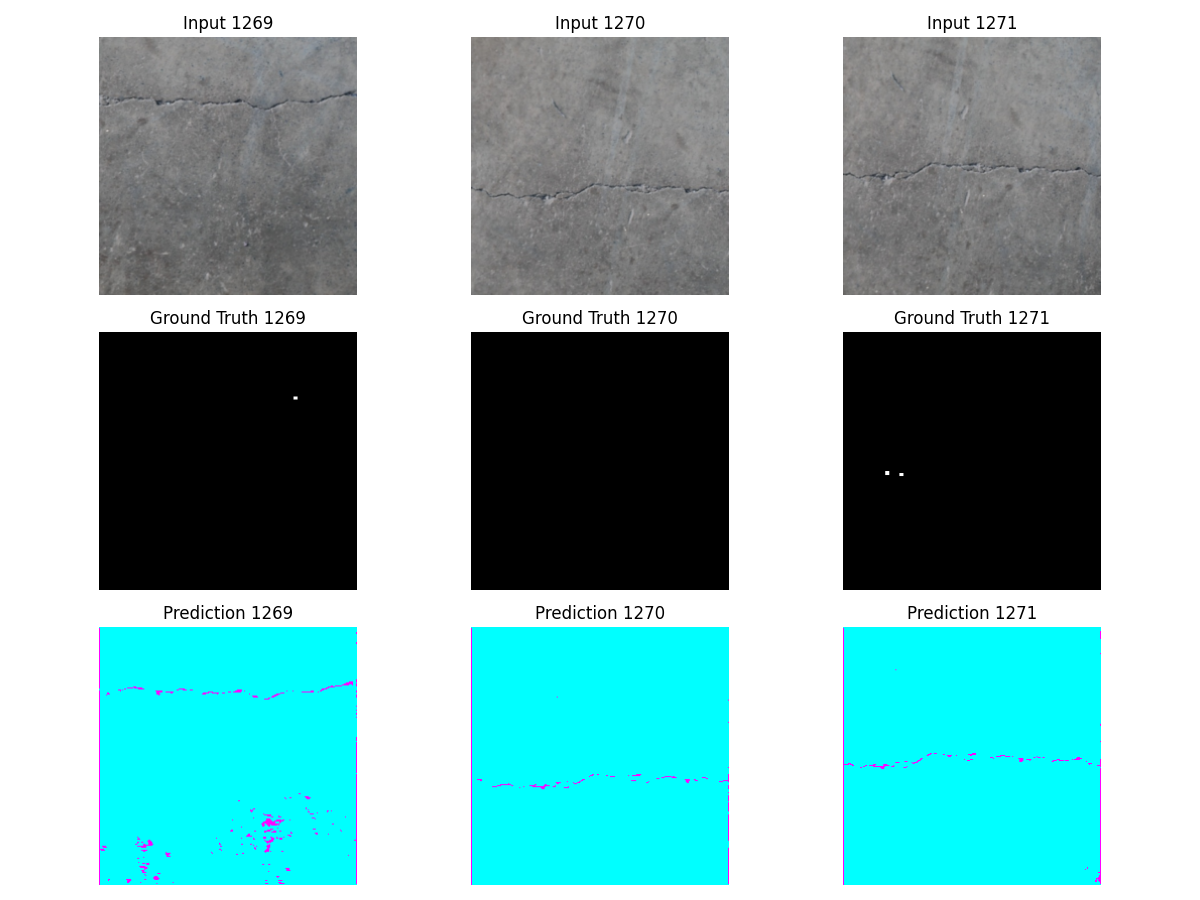 Input 1269
Input 1270
Input 1271
Ground Truth 1269
Ground Truth 1270
Ground Truth 1271
Prediction 1269
Prediction 1270
Prediction 1271